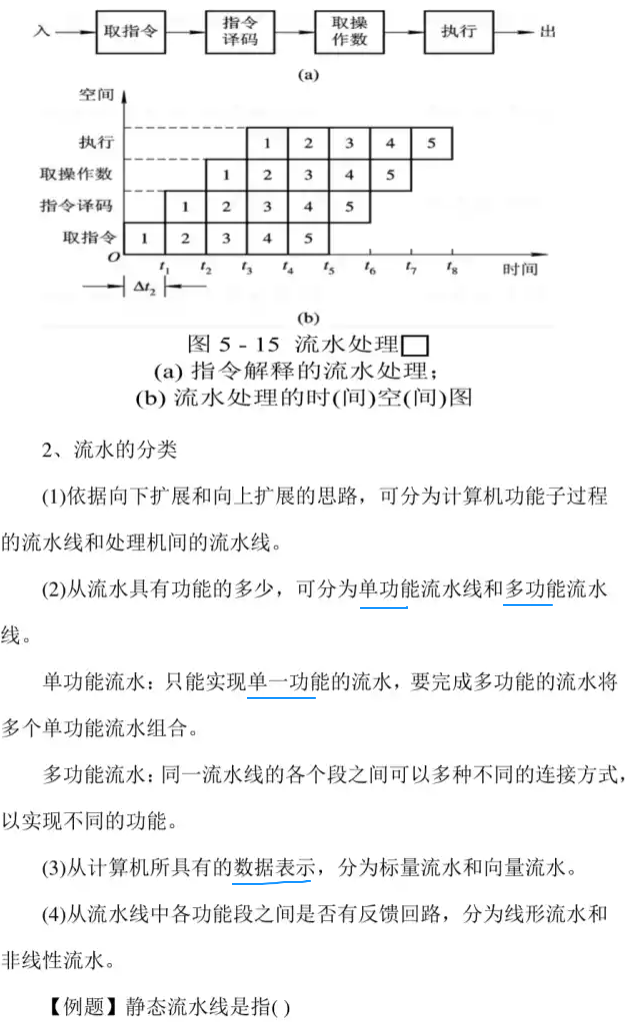 入 取指令 指令译码 取操作数 执行 出
(a)
空间
执行 1 2 3 4 5
取操作数 1 2 3 4 5
指令译码 1 2 3 4 5
取指令 1 2 3 4 5
O t₁ t₂ t₃ t₄ t₅ t₆ t₇ t₈ 时间
Δt₂
(b)
图 5 - 15 流水处理
(a) 指令解释的流水处理;
(b) 流水处理的时(间)空(间)图
2、流水的分类
(1)依据向下扩展和向上扩展的思路，可分为计算机功能子过程
的流水线和处理机间的流水线。
(2)从流水具有功能的多少，可分为单功能流水线和多功能流水
线。
单功能流水：只能实现单一功能的流水，要完成多功能的流水将
多个单功能流水组合。
多功能流水：同一流水线的各个段之间可以多种不同的连接方式，
以实现不同的功能。
(3)从计算机所具有的数据表示，分为标量流水和向量流水。
(4)从流水线中各功能段之间是否有反馈回路，分为线形流水和
非线性流水。
【例题】静态流水线是指( )